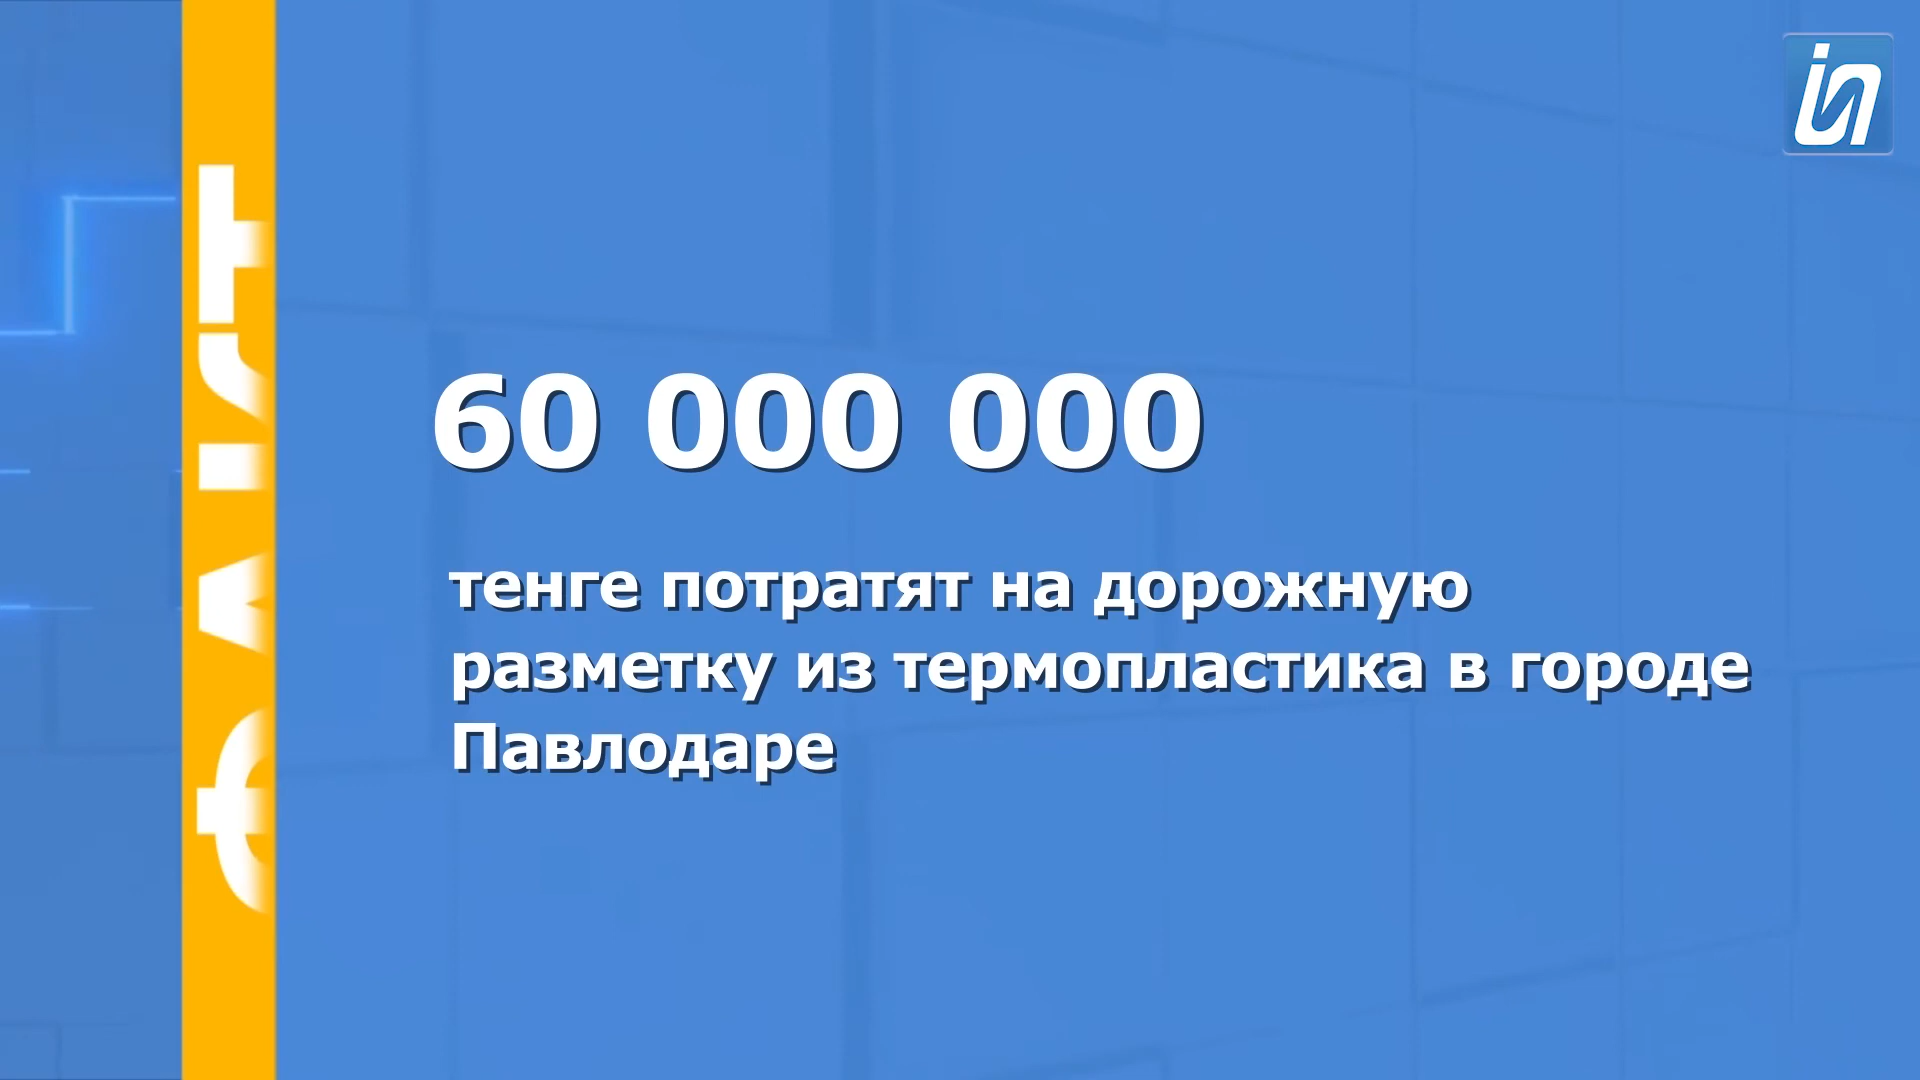 ФАКТ
60 000 000
тенге потратят на дорожную
разметку из термопластика в городе
Павлодаре